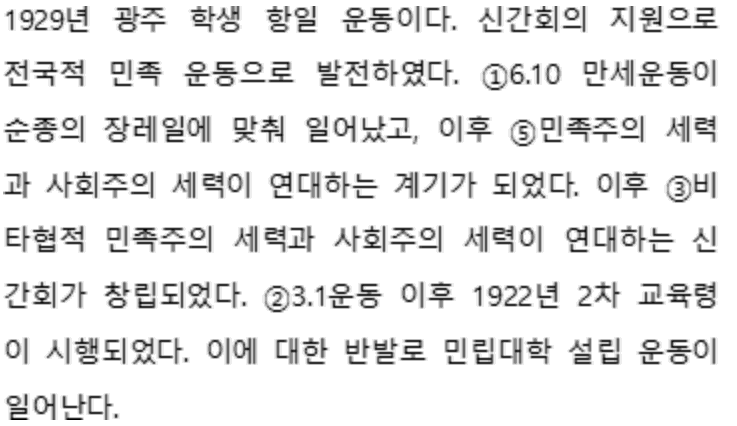 1929년 광주 학생 항일 운동이다. 신간회의 지원으로
전국적 민족 운동으로 발전하였다. ①6.10 만세운동이
순종의 장레일에 맞춰 일어났고, 이후 ⑤민족주의 세력
과 사회주의 세력이 연대하는 계기가 되었다. 이후 ③비
타협적 민족주의 세력과 사회주의 세력이 연대하는 신
간회가 창립되었다. ②3.1운동 이후 1922년 2차 교육령
이 시행되었다. 이에 대한 반발로 민립대학 설립 운동이
일어난다.